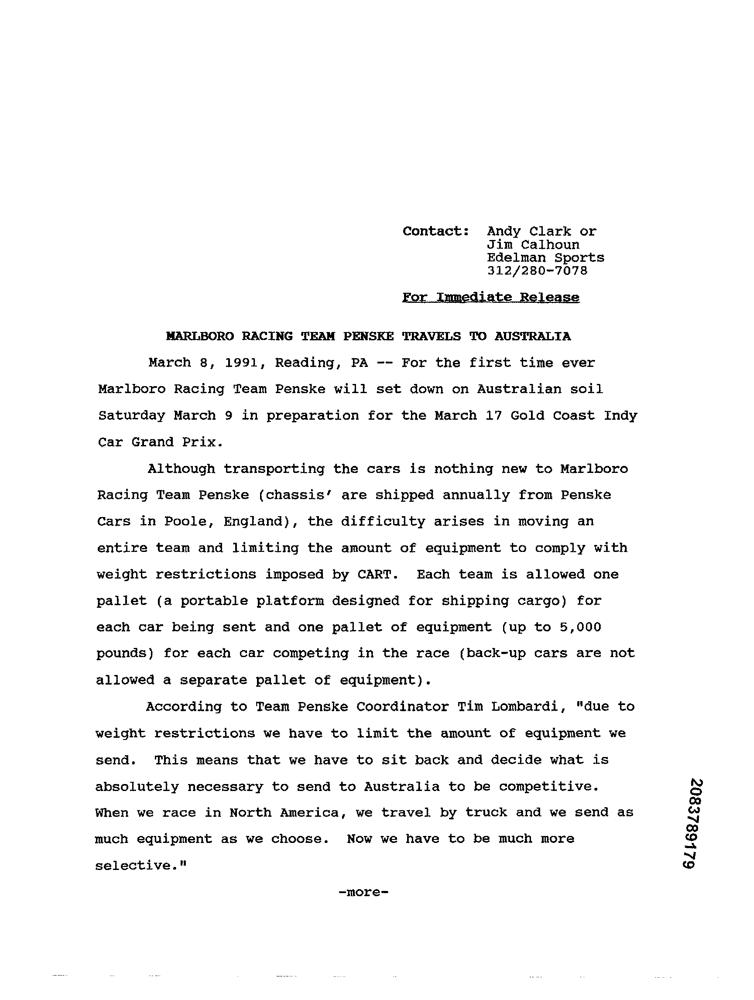 Contact: Andy Clark or
Jim Calhoun
Edelman Sports
312/280-7078
For Immediate Release
MARLBORO RACING TEAM PENSKE TRAVELS TO AUSTRALIA
March 8, 1991, Reading, PA -- For the first time ever
Marlboro Racing Team Penske will set down on Australian soil
Saturday March 9 in preparation for the March 17 Gold Coast Indy
Car Grand Prix.
Although transporting the cars is nothing new to Marlboro
Racing Team Penske (chassis' are shipped annually from Penske
Cars in Poole, England), the difficulty arises in moving an
entire team and limiting the amount of equipment to comply with
weight restrictions imposed by CART. Each team is allowed one
pallet (a portable platform designed for shipping cargo) for
each car being sent and one pallet of equipment (up to 5,000
pounds) for each car competing in the race (back-up cars are not
allowed a separate pallet of equipment).
According to Team Penske Coordinator Tim Lombardi, "due to
weight restrictions we have to limit the amount of equipment we
send. This means that we have to sit back and decide what is
absolutely necessary to send to Australia to be competitive.
When we race in North America, we travel by truck and we send as
much equipment as we choose. Now we have to be much more
selective."
-more-
2083789179